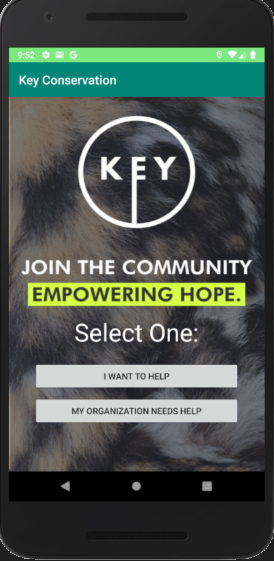 9:52
Key Conservation
KEY
JOIN THE COMMUNITY
EMPOWERING HOPE.
Select One:
I WANT TO HELP
MY ORGANIZATION NEEDS HELP